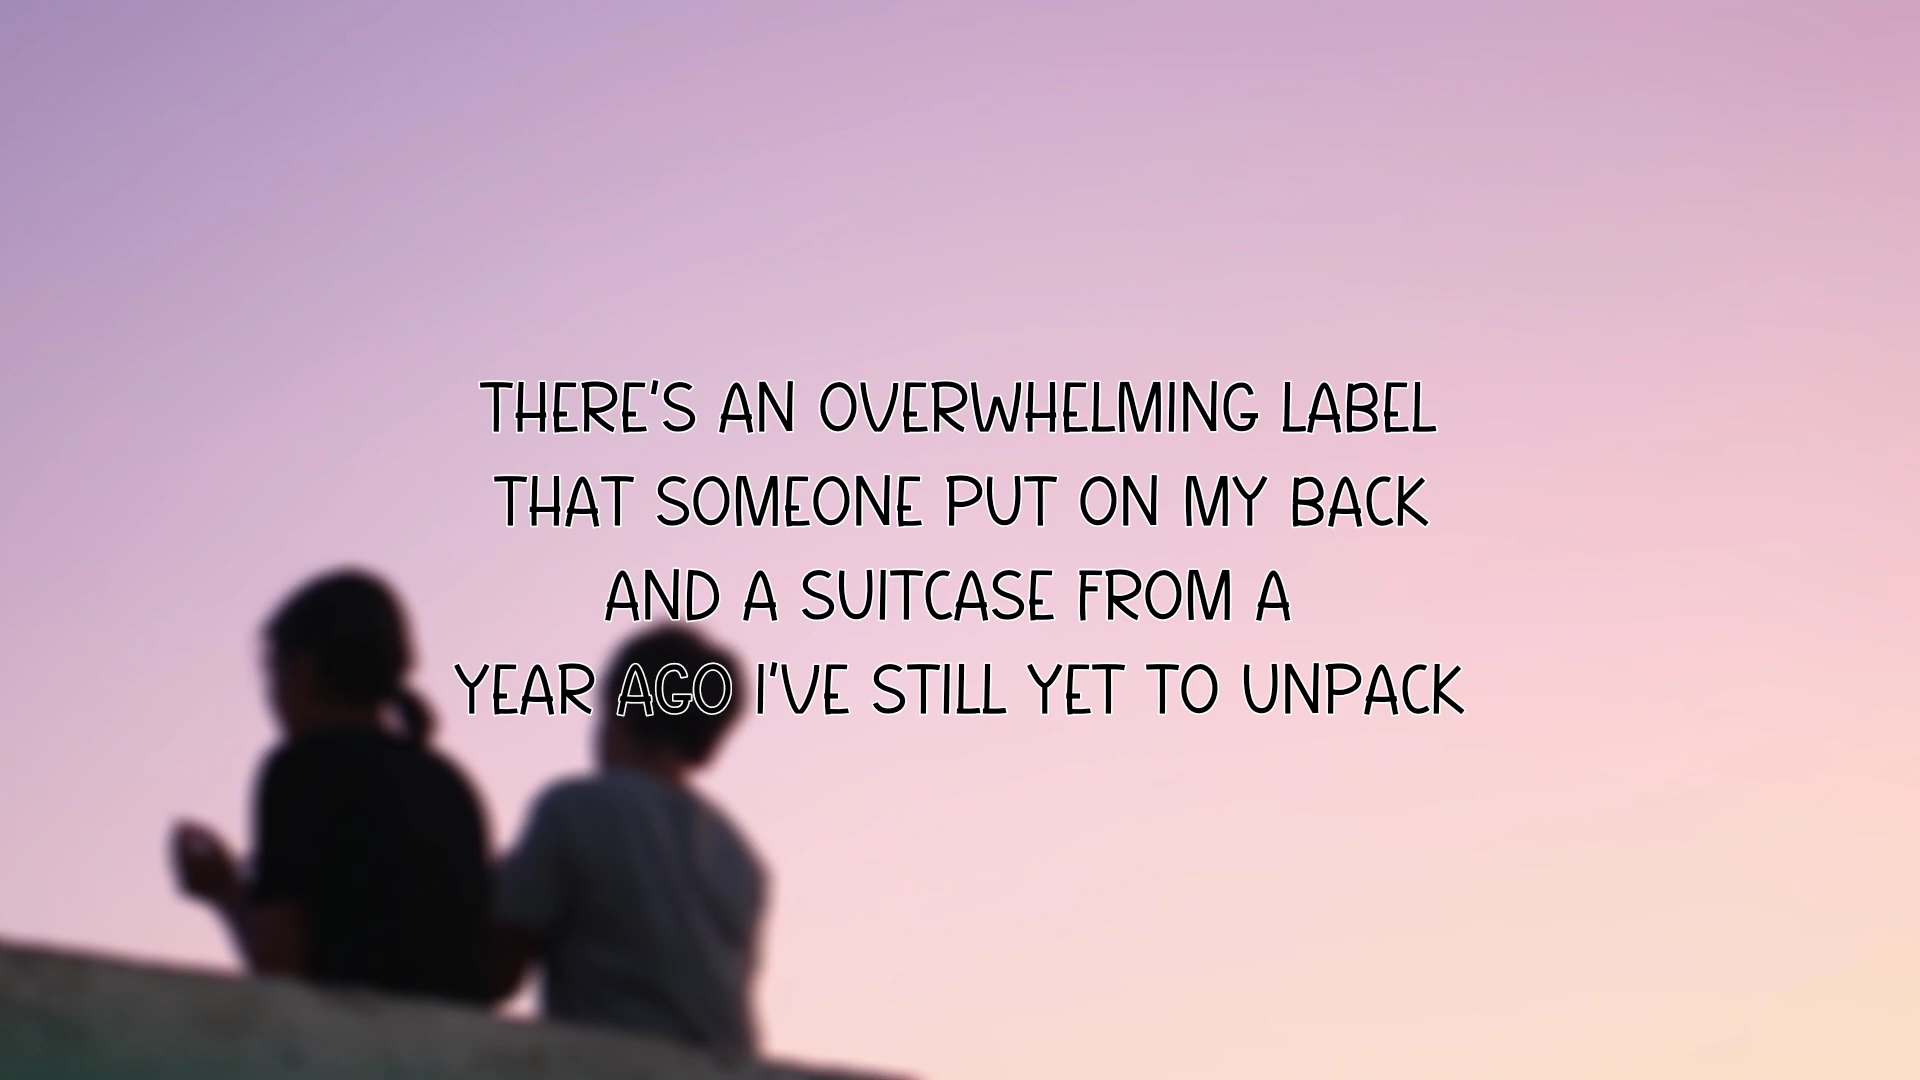 THERE'S AN OVERWHELMING LABEL
THAT SOMEONE PUT ON MY BACK
AND A SUITCASE FROM A
YEAR AGO I'VE STILL YET TO UNPACK